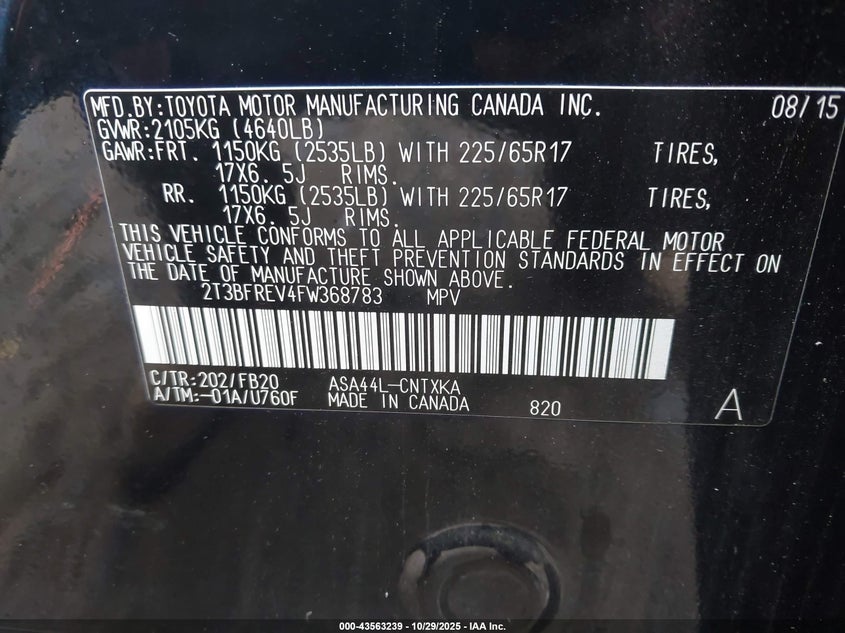 MFD.BY:TOYOTA MOTOR MANUFACTURING CANADA INC. 08/15
GVWR:2105KG (4640LB)
GAWR:FRT. 1150KG (2535LB) WITH 225/65R17 TIRES,
17X6. 5J RIMS.
RR. 1150KG (2535LB) WITH 225/65R17 TIRES,
17X6. 5J RIMS.
THIS VEHICLE CONFORMS TO ALL APPLICABLE FEDERAL MOTOR
VEHICLE SAFETY AND THEFT PREVENTION STANDARDS IN EFFECT ON
THE DATE OF MANUFACTURE SHOWN ABOVE.
2T3BFREV4FW368783 MPV
C/TR:202/FB20 ASA44L-CNTXKA
A/TM:-01A/U760F MADE IN CANADA 820 A
000-43563239 - 10/29/2025 - IAA Inc.